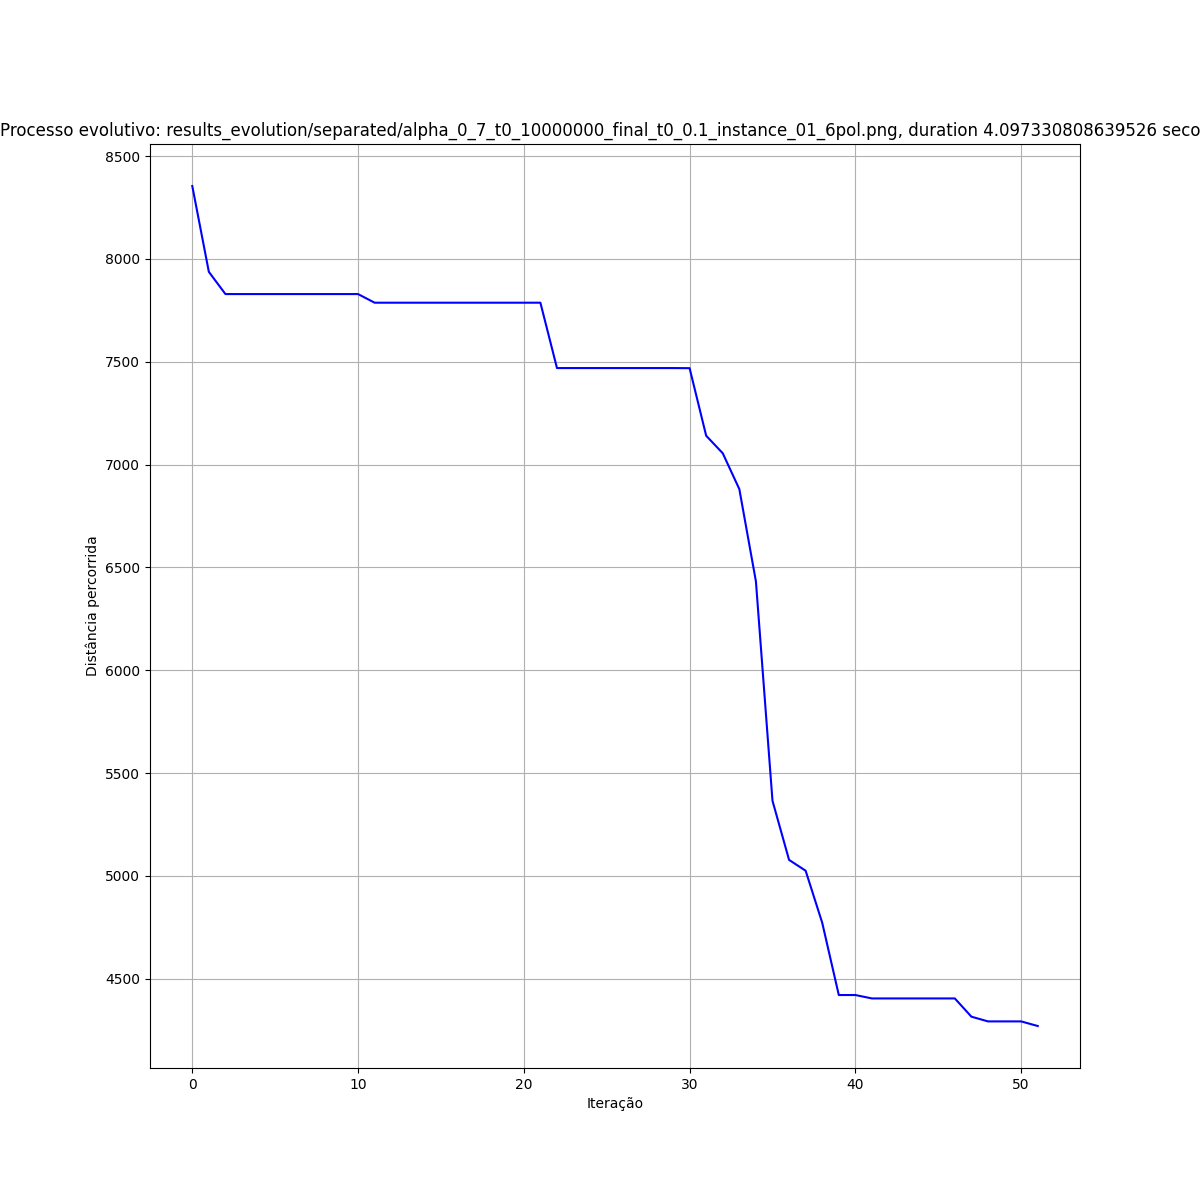 Processo evolutivo: results_evolution/separated/alpha_0_7_t0_10000000_final_t0_0.1_instance_01_6pol.png, duration 4.097330808639526 seco
8500
8000
7500
7000
6500
6000
5500
5000
4500
Distância percorrida
0 10 20 30 40 50
Iteração